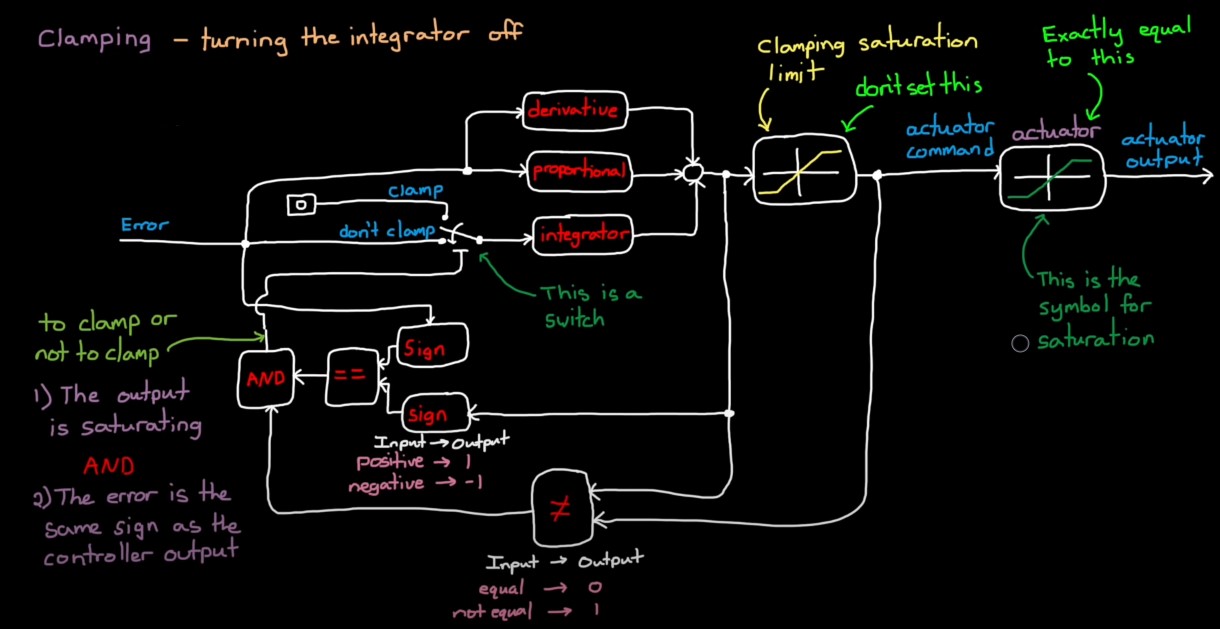 Clamping - turning the integrator off
Clamping saturation
limit
don't set this
Exactly equal
to this
derivative
proportional
integrator
actuator
command
actuator
actuator
output
0
clamp
don't clamp
Error
This is a
switch
This is the
symbol for
saturation
to clamp or
not to clamp
1) The output
is saturating
AND
2) The error is the
same sign as the
controller output
AND
==
Sign
sign
Input → Output
positive → 1
negative → -1
≠
Input → Output
equal → 0
not equal → 1